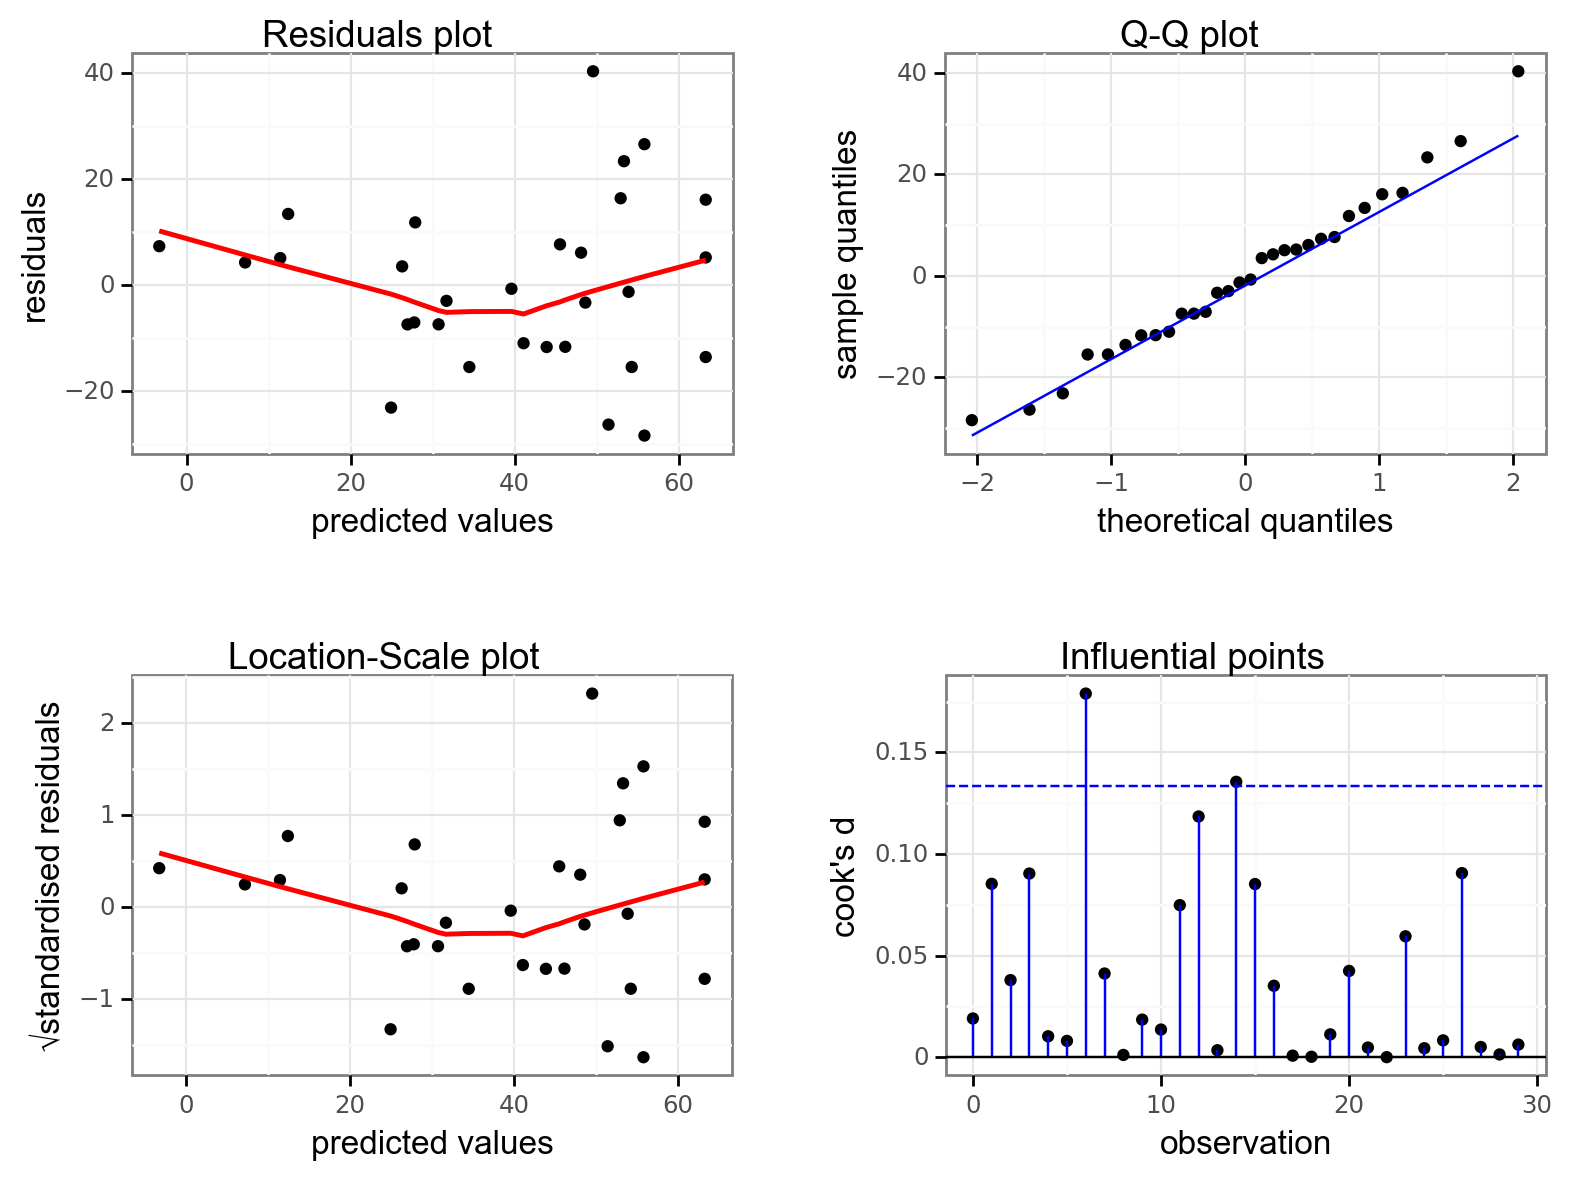 Residuals plot
residuals
40
20
0
−20
0 20 40 60
predicted values
Q-Q plot
sample quantiles
40
20
0
−20
−2 −1 0 1 2
theoretical quantiles
Location-Scale plot
√standardised residuals
2
1
0
−1
0 20 40 60
predicted values
Influential points
cook's d
0.15
0.10
0.05
0
0 10 20 30
observation